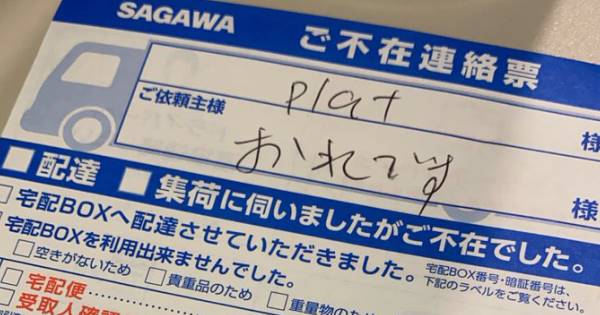 SAGAWA ご不在連絡票
plat 様
ご依頼主様
おれです 様
■配達 ■集荷に伺いましたがご不在でした。
□宅配BOXへ配達させていただきました。
宅配BOX番号・暗証番号は、
下記のラベルをご覧ください。
□宅配BOXを利用出来ませんでした。
□空きがないため □貴重品のため □重量物のため
□宅配便
□受取人確認